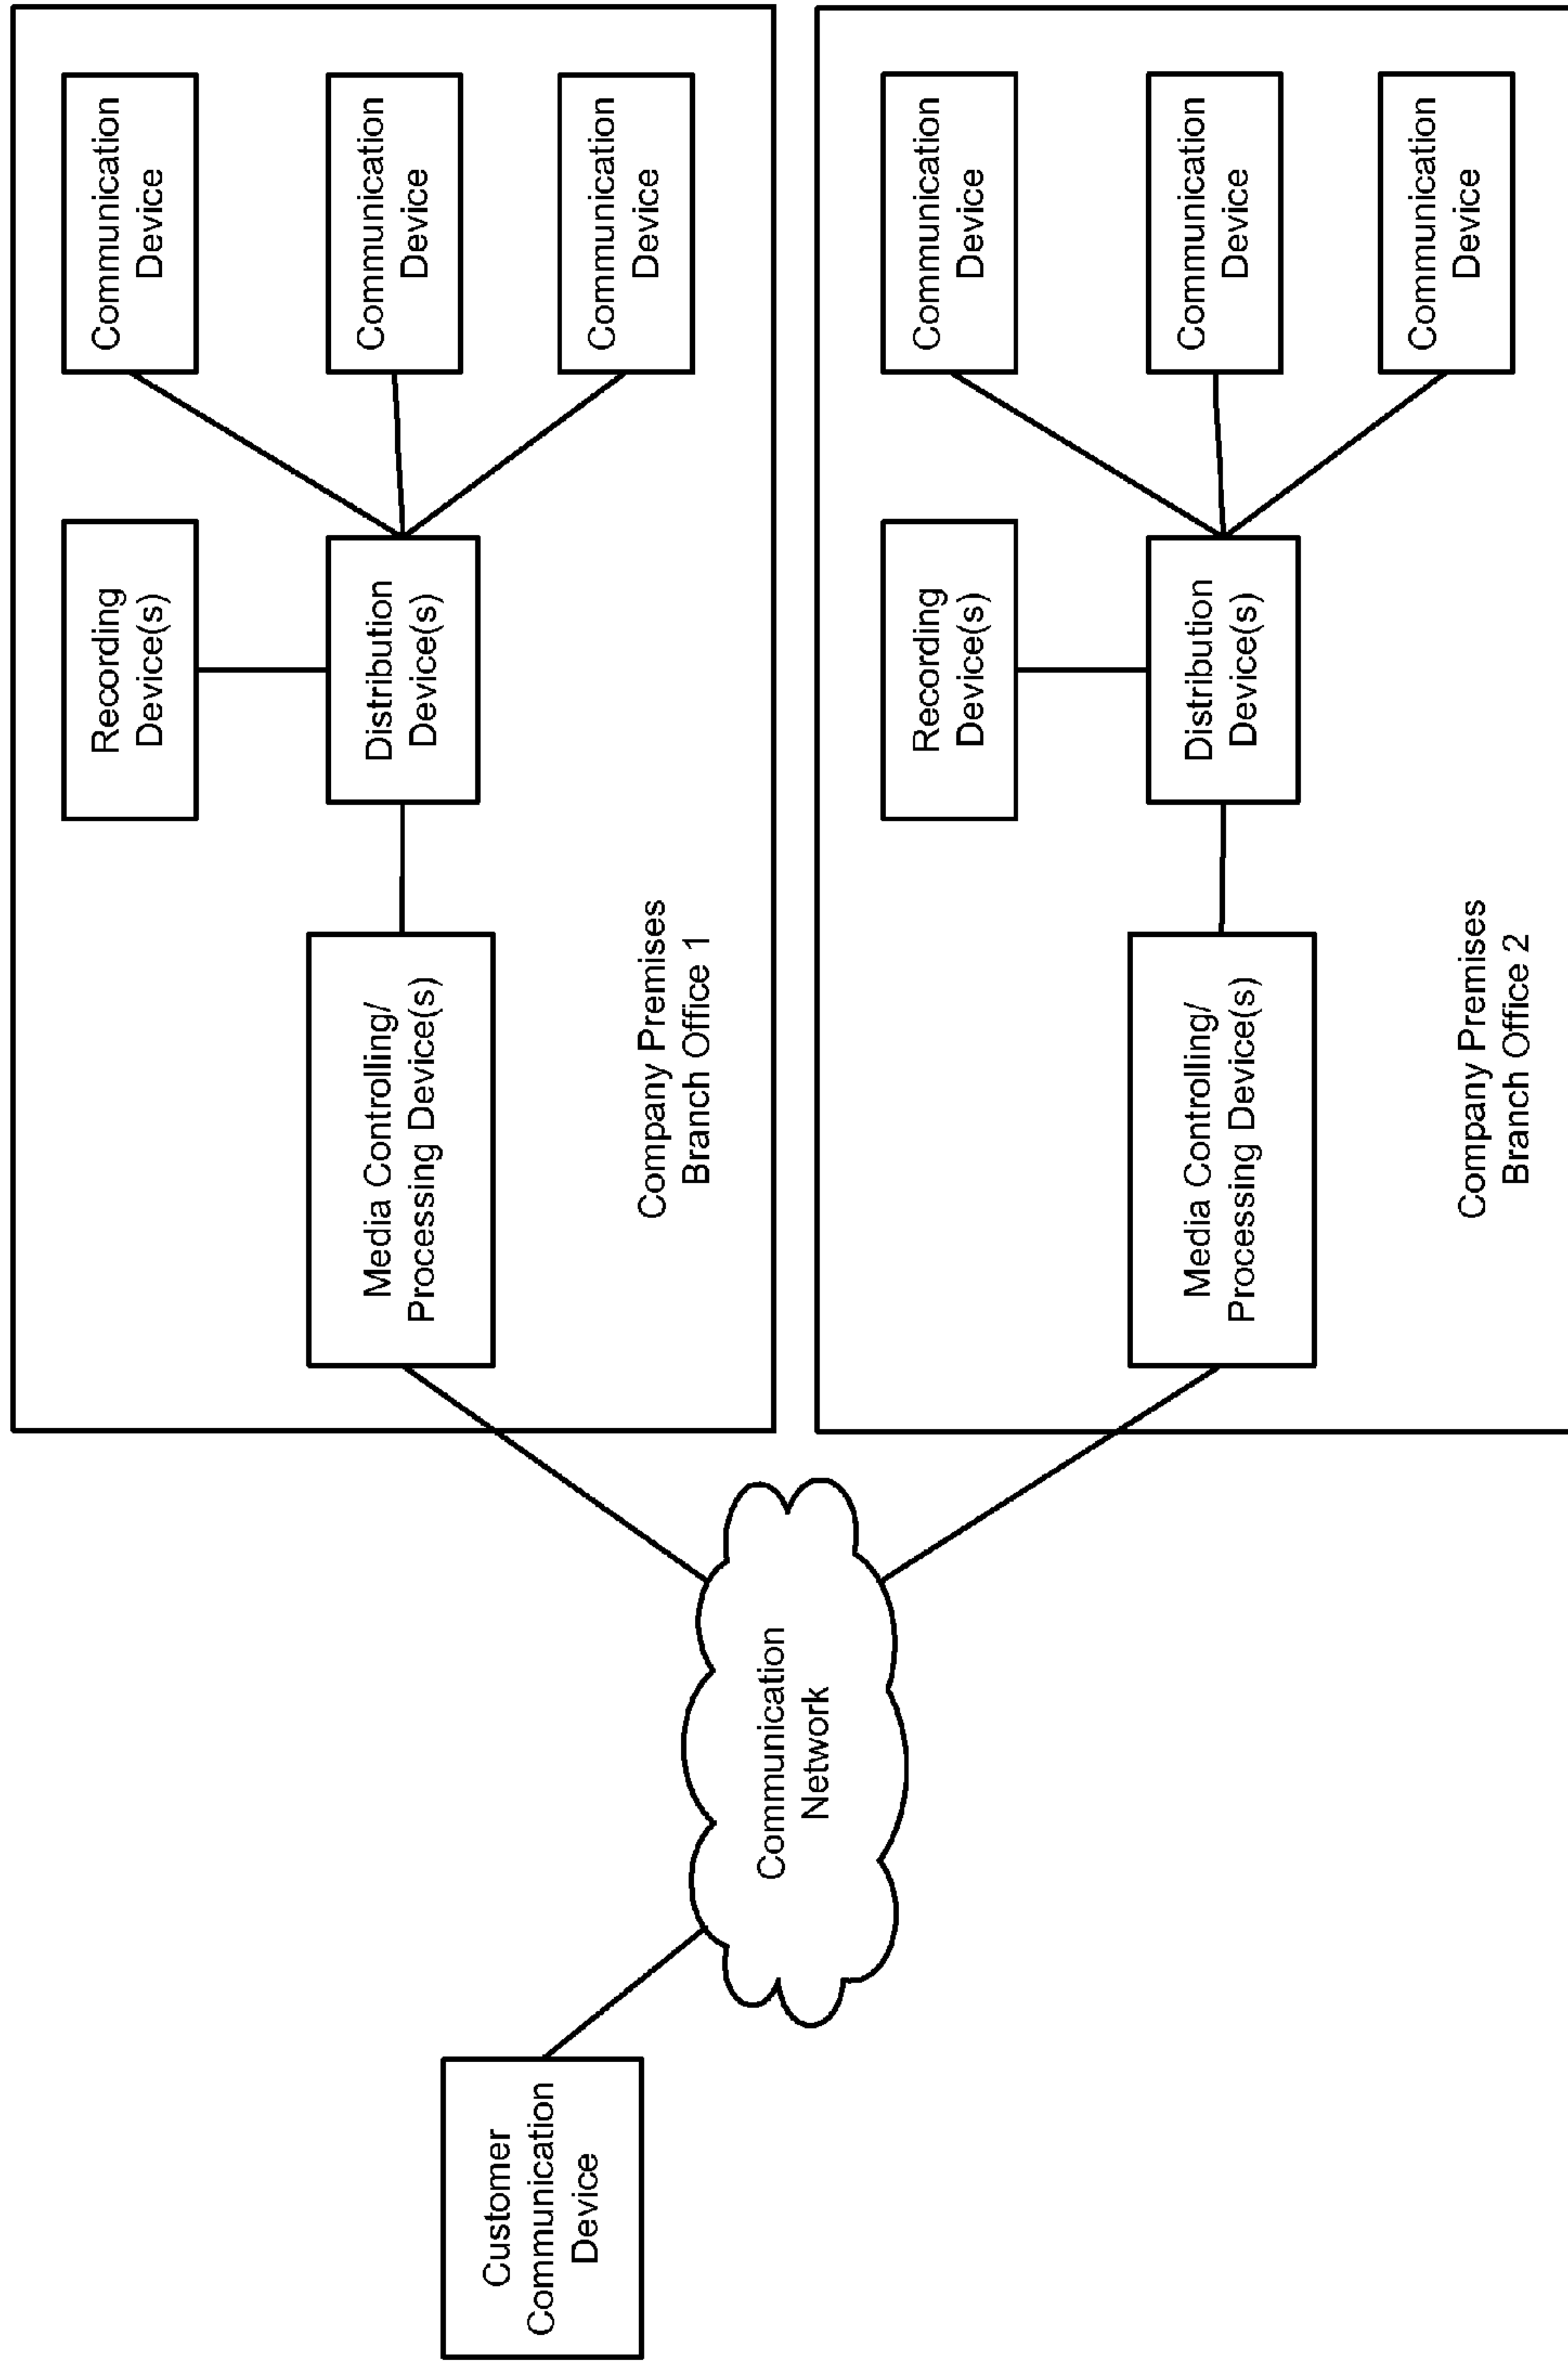 Customer
Communication
Device
Communication
Network
Media Controlling/
Processing Device(s)
Recording
Device(s)
Distribution
Device(s)
Communication
Device
Communication
Device
Communication
Device
Company Premises
Branch Office 1
Media Controlling/
Processing Device(s)
Recording
Device(s)
Distribution
Device(s)
Communication
Device
Communication
Device
Communication
Device
Company Premises
Branch Office 2